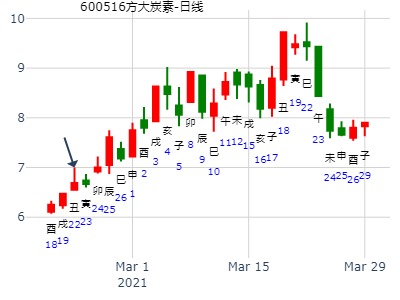 600516方大炭素-日线
10
9
8
7
6
酉 18
戌 19
丑 22
寅 23
卯 24
辰 25
巳 26
申 1
酉 2
戌 3
亥 4
子 5
卯 8
辰 9
巳 10
午 11
未 12
戌 15
亥 16
子 17
丑 18
寅 19
巳 22
午 23
未 24
申 25
酉 26
子 29
Mar 1
2021
Mar 15
Mar 29